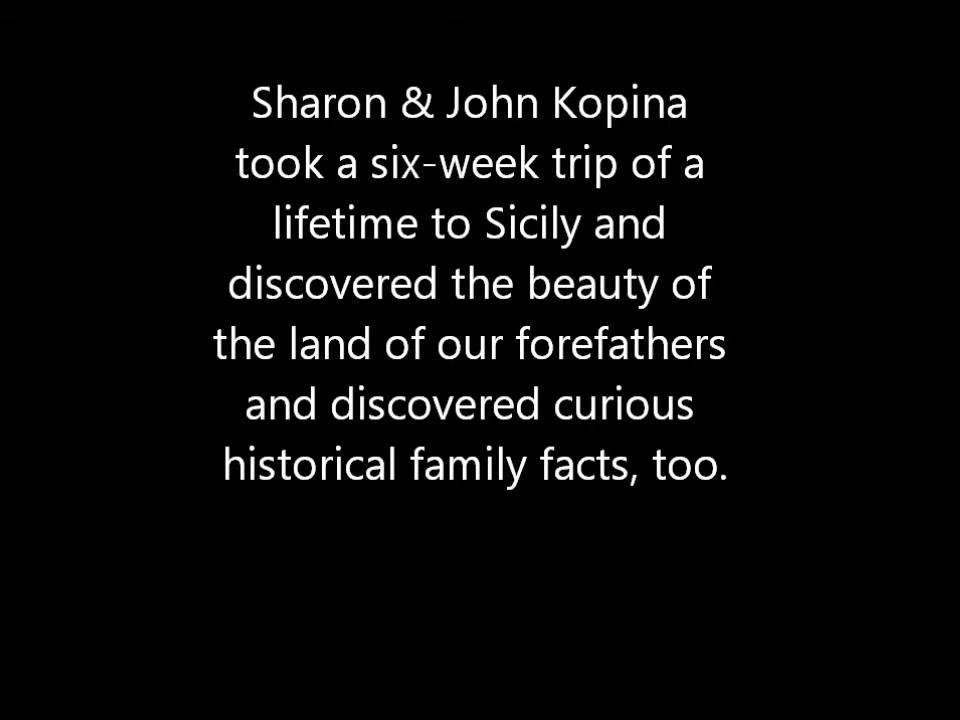 Sharon & John Kopina
took a six-week trip of a
lifetime to Sicily and
discovered the beauty of
the land of our forefathers
and discovered curious
historical family facts, too.